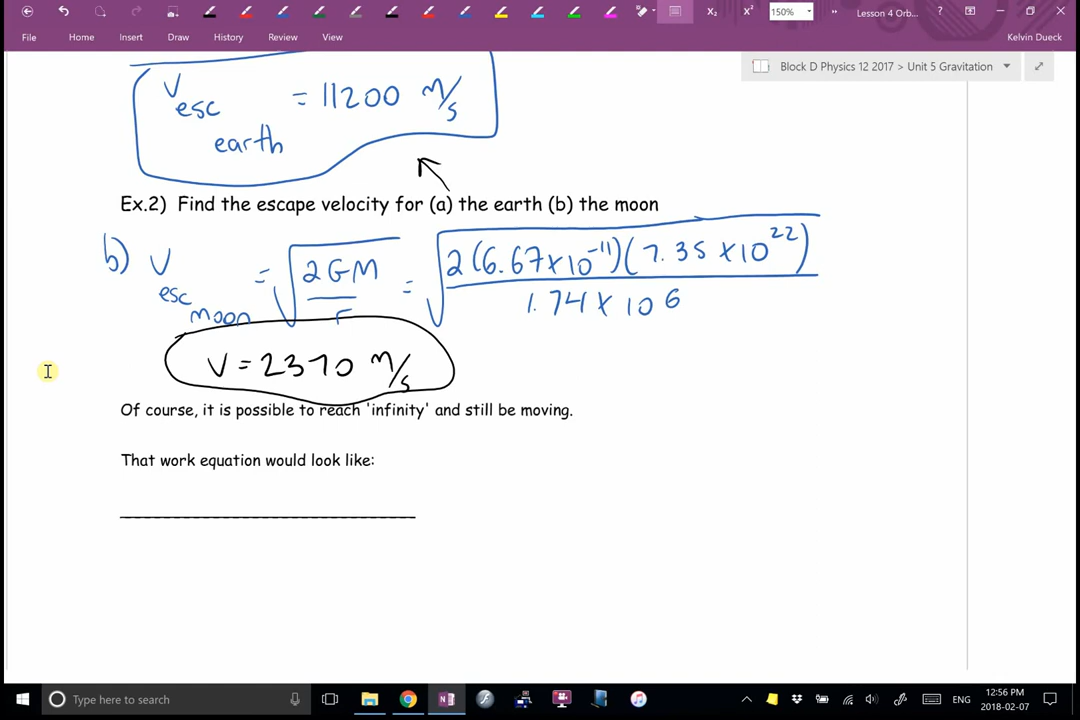 150%
Lesson 4 Orb...
File Home Insert Draw History Review View
Kelvin Dueck
Block D Physics 12 2017 > Unit 5 Gravitation
V esc earth = 11200 m/s
Ex.2) Find the escape velocity for (a) the earth (b) the moon
b) V esc moon = √(2GM/r) = √(2(6.67×10⁻¹¹)(7.35×10²²)/1.74×10⁶)
V = 2370 m/s
Of course, it is possible to reach 'infinity' and still be moving.
That work equation would look like:
Type here to search
ENG
12:56 PM
2018-02-07